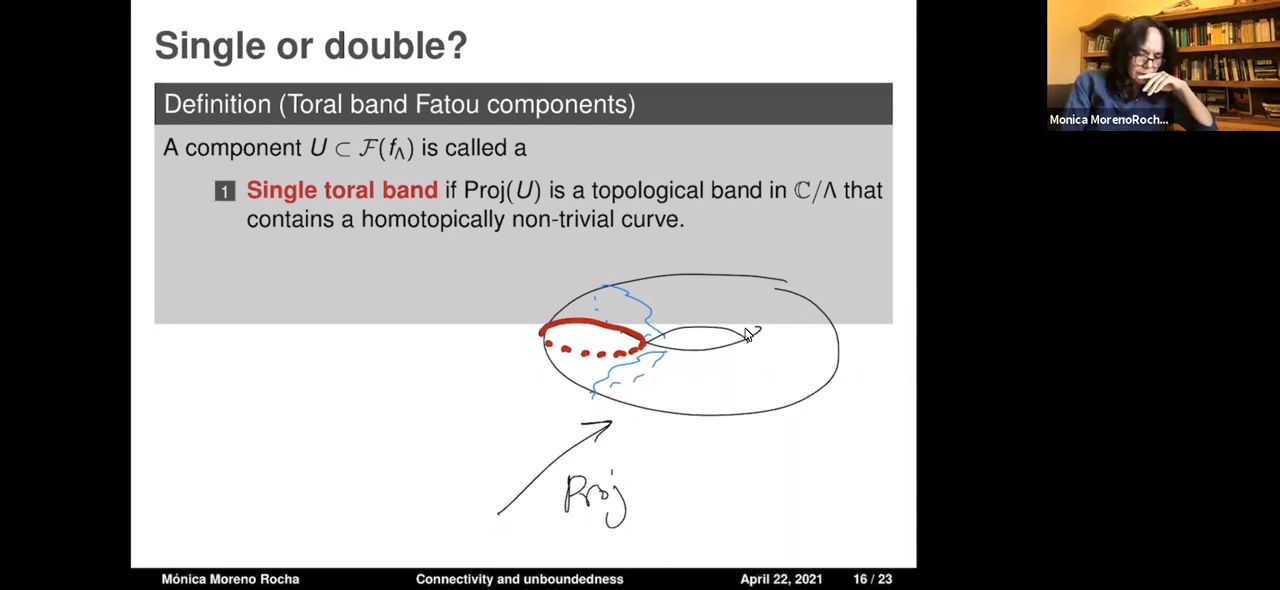 Single or double?
Definition (Toral band Fatou components)
A component U ⊂ F(f_Λ) is called a
1 Single toral band if Proj(U) is a topological band in ℂ/Λ that
contains a homotopically non-trivial curve.
Proj
Mónica Moreno Rocha Connectivity and unboundedness April 22, 2021 16 / 23
Monica MorenoRoch...